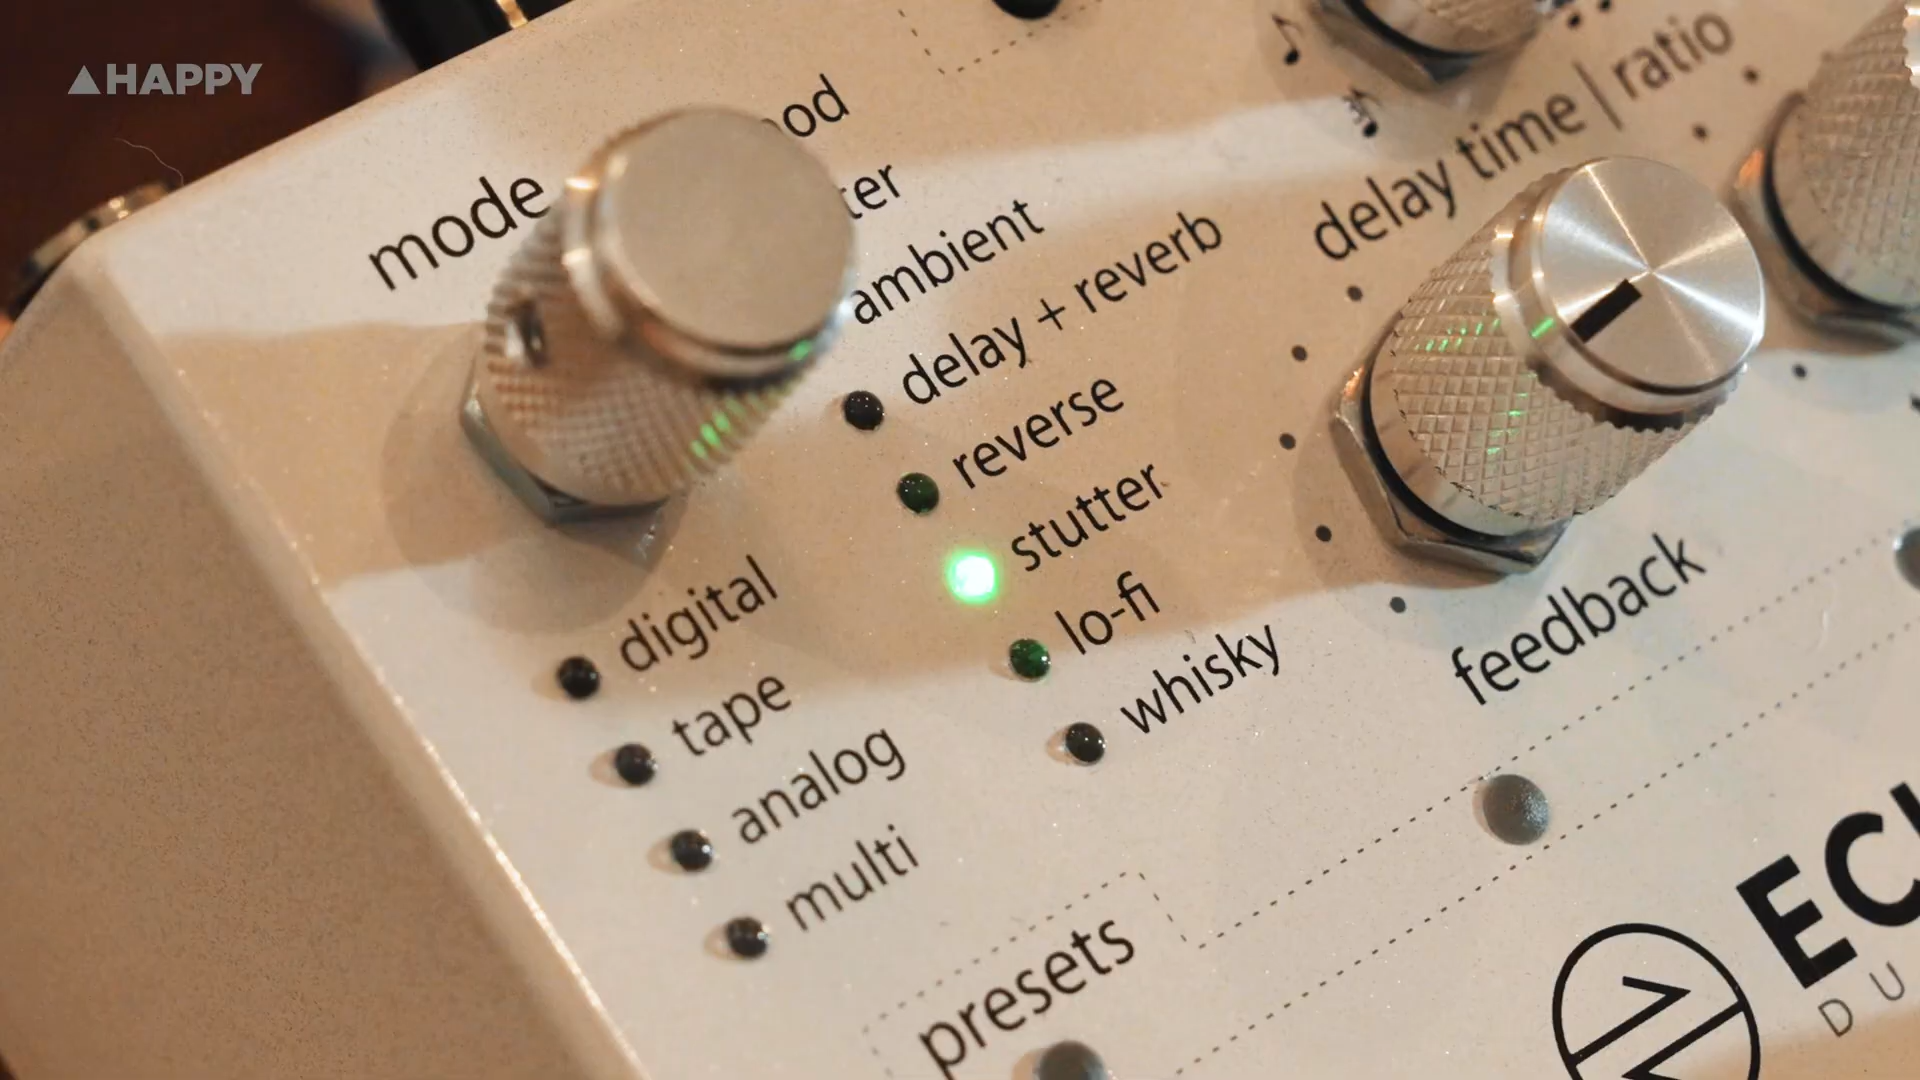 HAPPY
mode
ambient
delay + reverb
reverse
stutter
lo-fi
whisky
digital
tape
analog
multi
delay time | ratio
feedback
presets